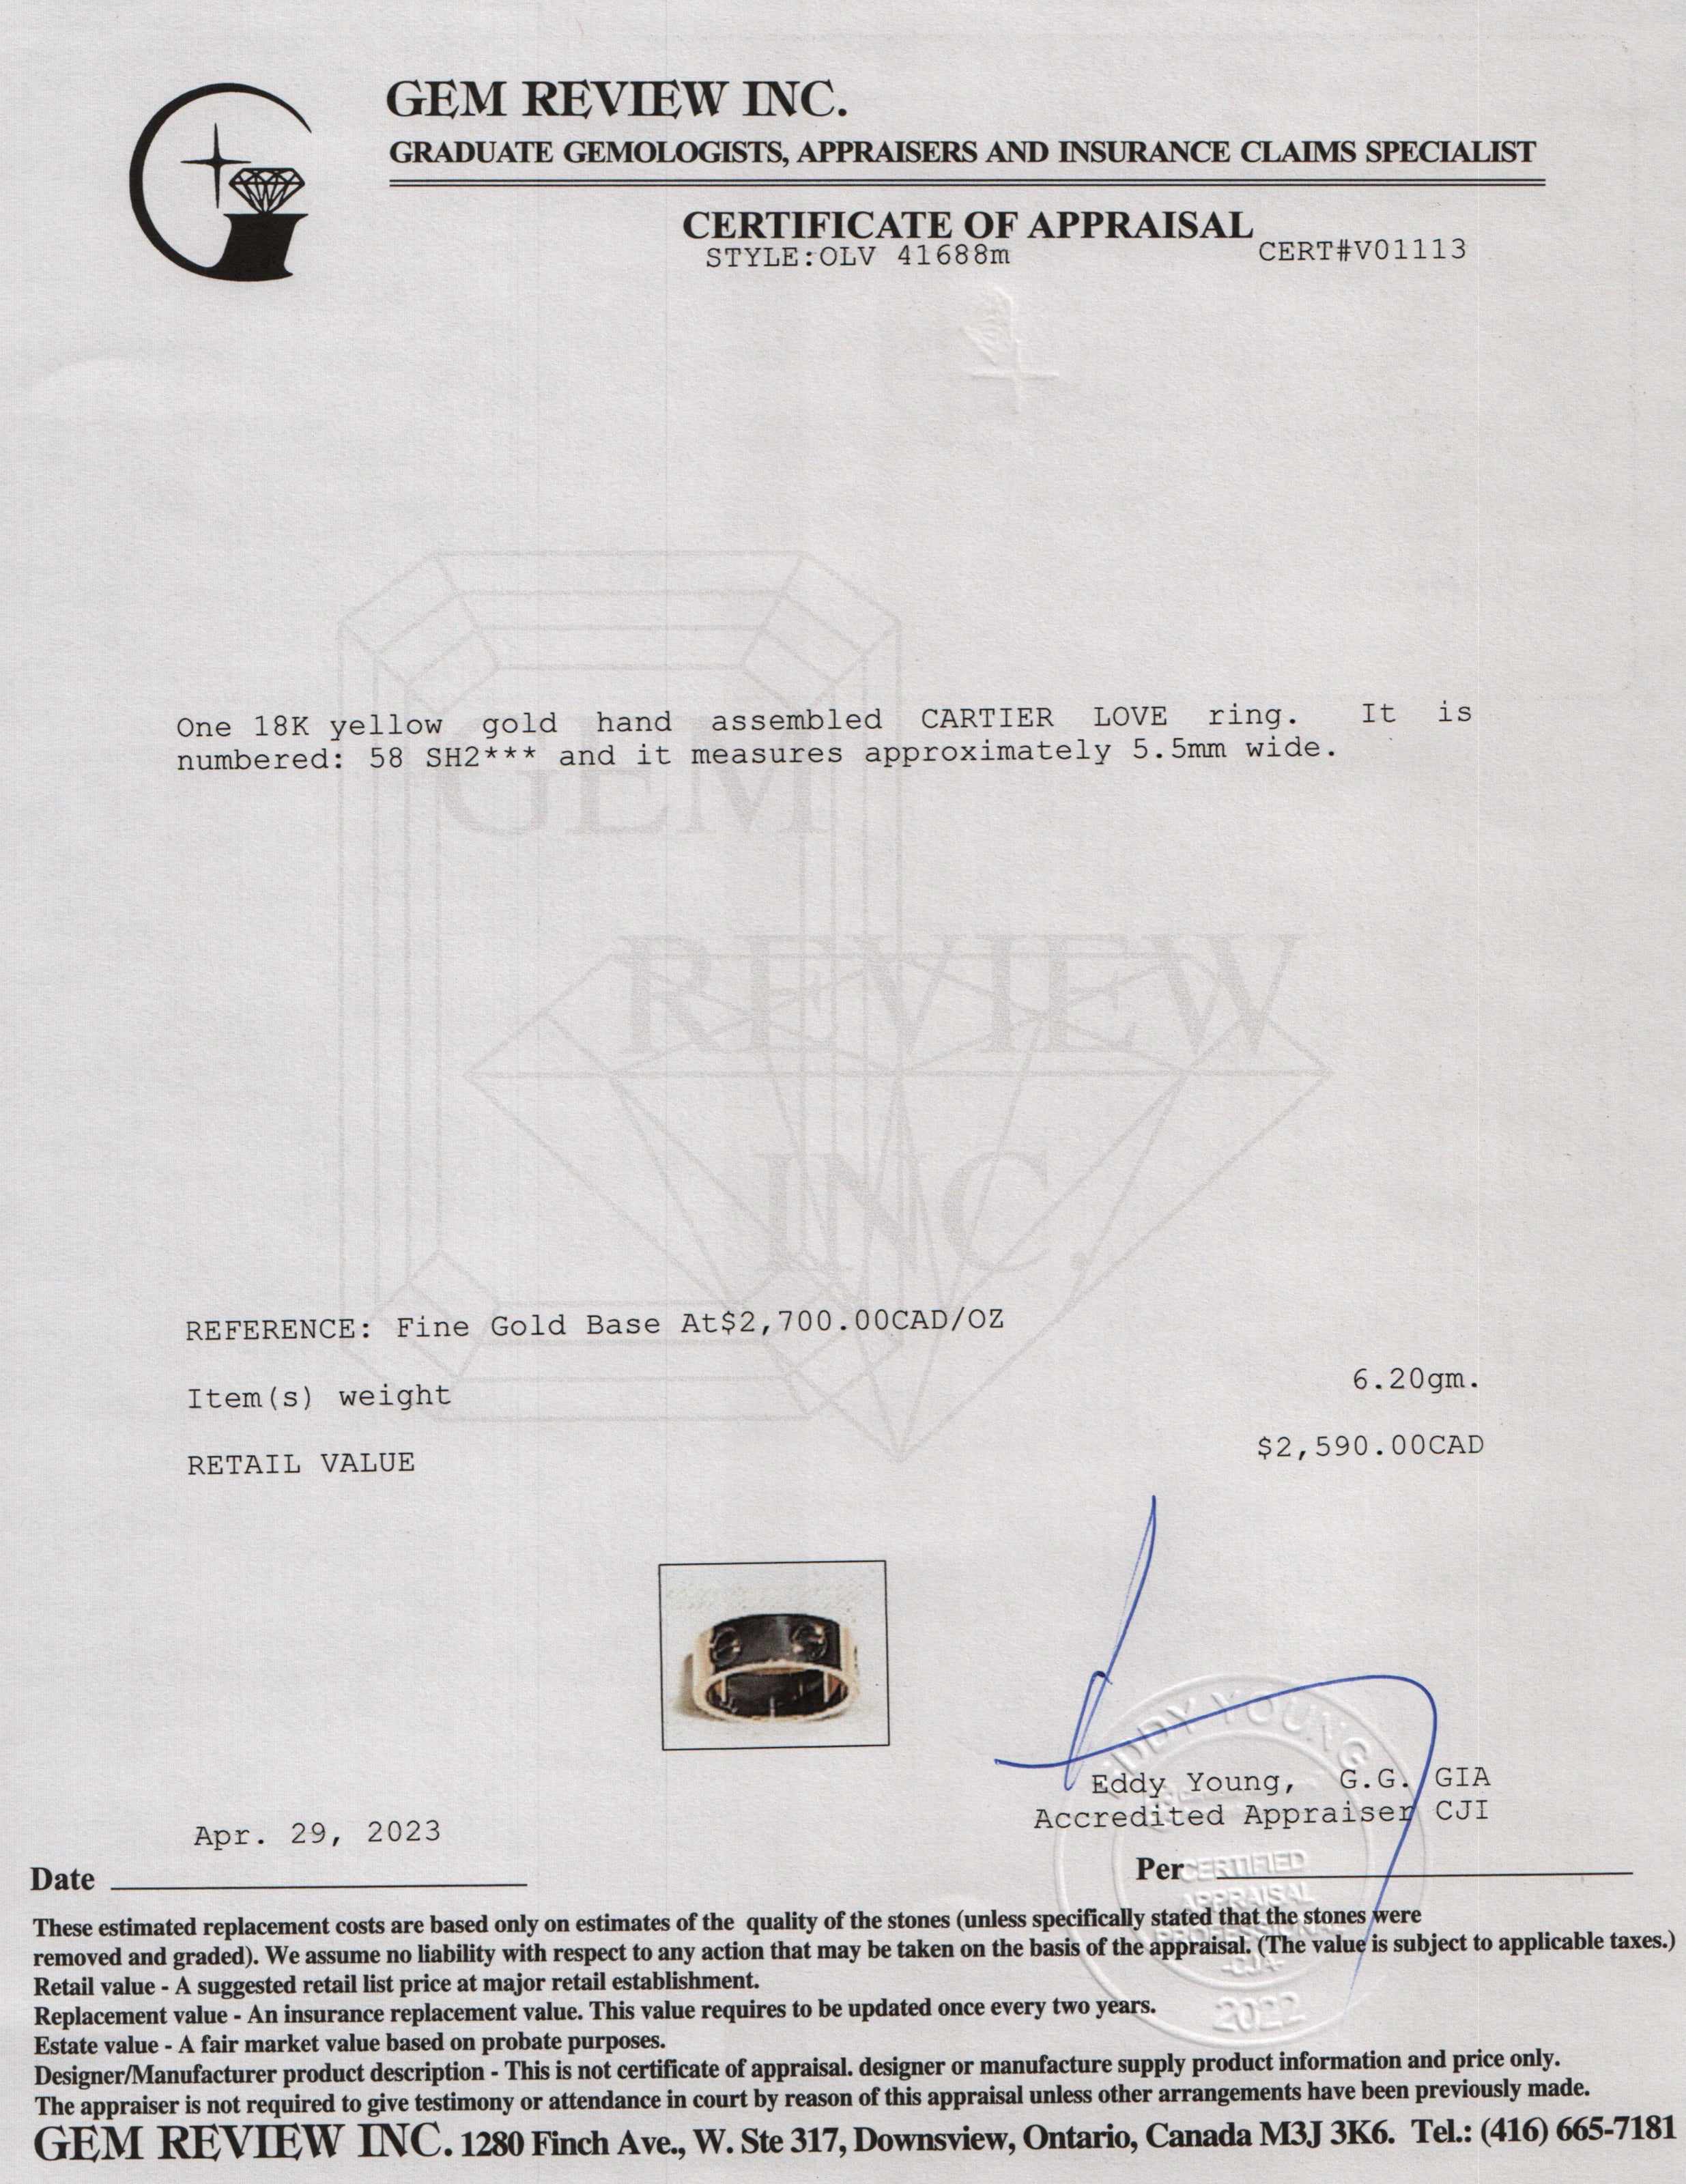 GEM REVIEW INC.
GRADUATE GEMOLOGISTS, APPRAISERS AND INSURANCE CLAIMS SPECIALIST
CERTIFICATE OF APPRAISAL
STYLE:OLV 41688m
CERT#V01113
One 18K yellow gold hand assembled CARTIER LOVE ring. It is
numbered: 58 SH2*** and it measures approximately 5.5mm wide.
GEM
REVIEW
INC.
REFERENCE: Fine Gold Base At$2,700.00CAD/OZ
Item(s) weight 6.20gm.
RETAIL VALUE $2,590.00CAD
EDDY YOUNG
Eddy Young, G.G. GIA
Accredited Appraiser CJI
Apr. 29, 2023
Date
Per
CERTIFIED
APPRAISAL
PROFESSIONAL
-CJA-
2022
These estimated replacement costs are based only on estimates of the quality of the stones (unless specifically stated that the stones were
removed and graded). We assume no liability with respect to any action that may be taken on the basis of the appraisal. (The value is subject to applicable taxes.)
Retail value - A suggested retail list price at major retail establishment.
Replacement value - An insurance replacement value. This value requires to be updated once every two years.
Estate value - A fair market value based on probate purposes.
Designer/Manufacturer product description - This is not certificate of appraisal. designer or manufacture supply product information and price only.
The appraiser is not required to give testimony or attendance in court by reason of this appraisal unless other arrangements have been previously made.
GEM REVIEW INC. 1280 Finch Ave., W. Ste 317, Downsview, Ontario, Canada M3J 3K6. Tel.: (416) 665-7181